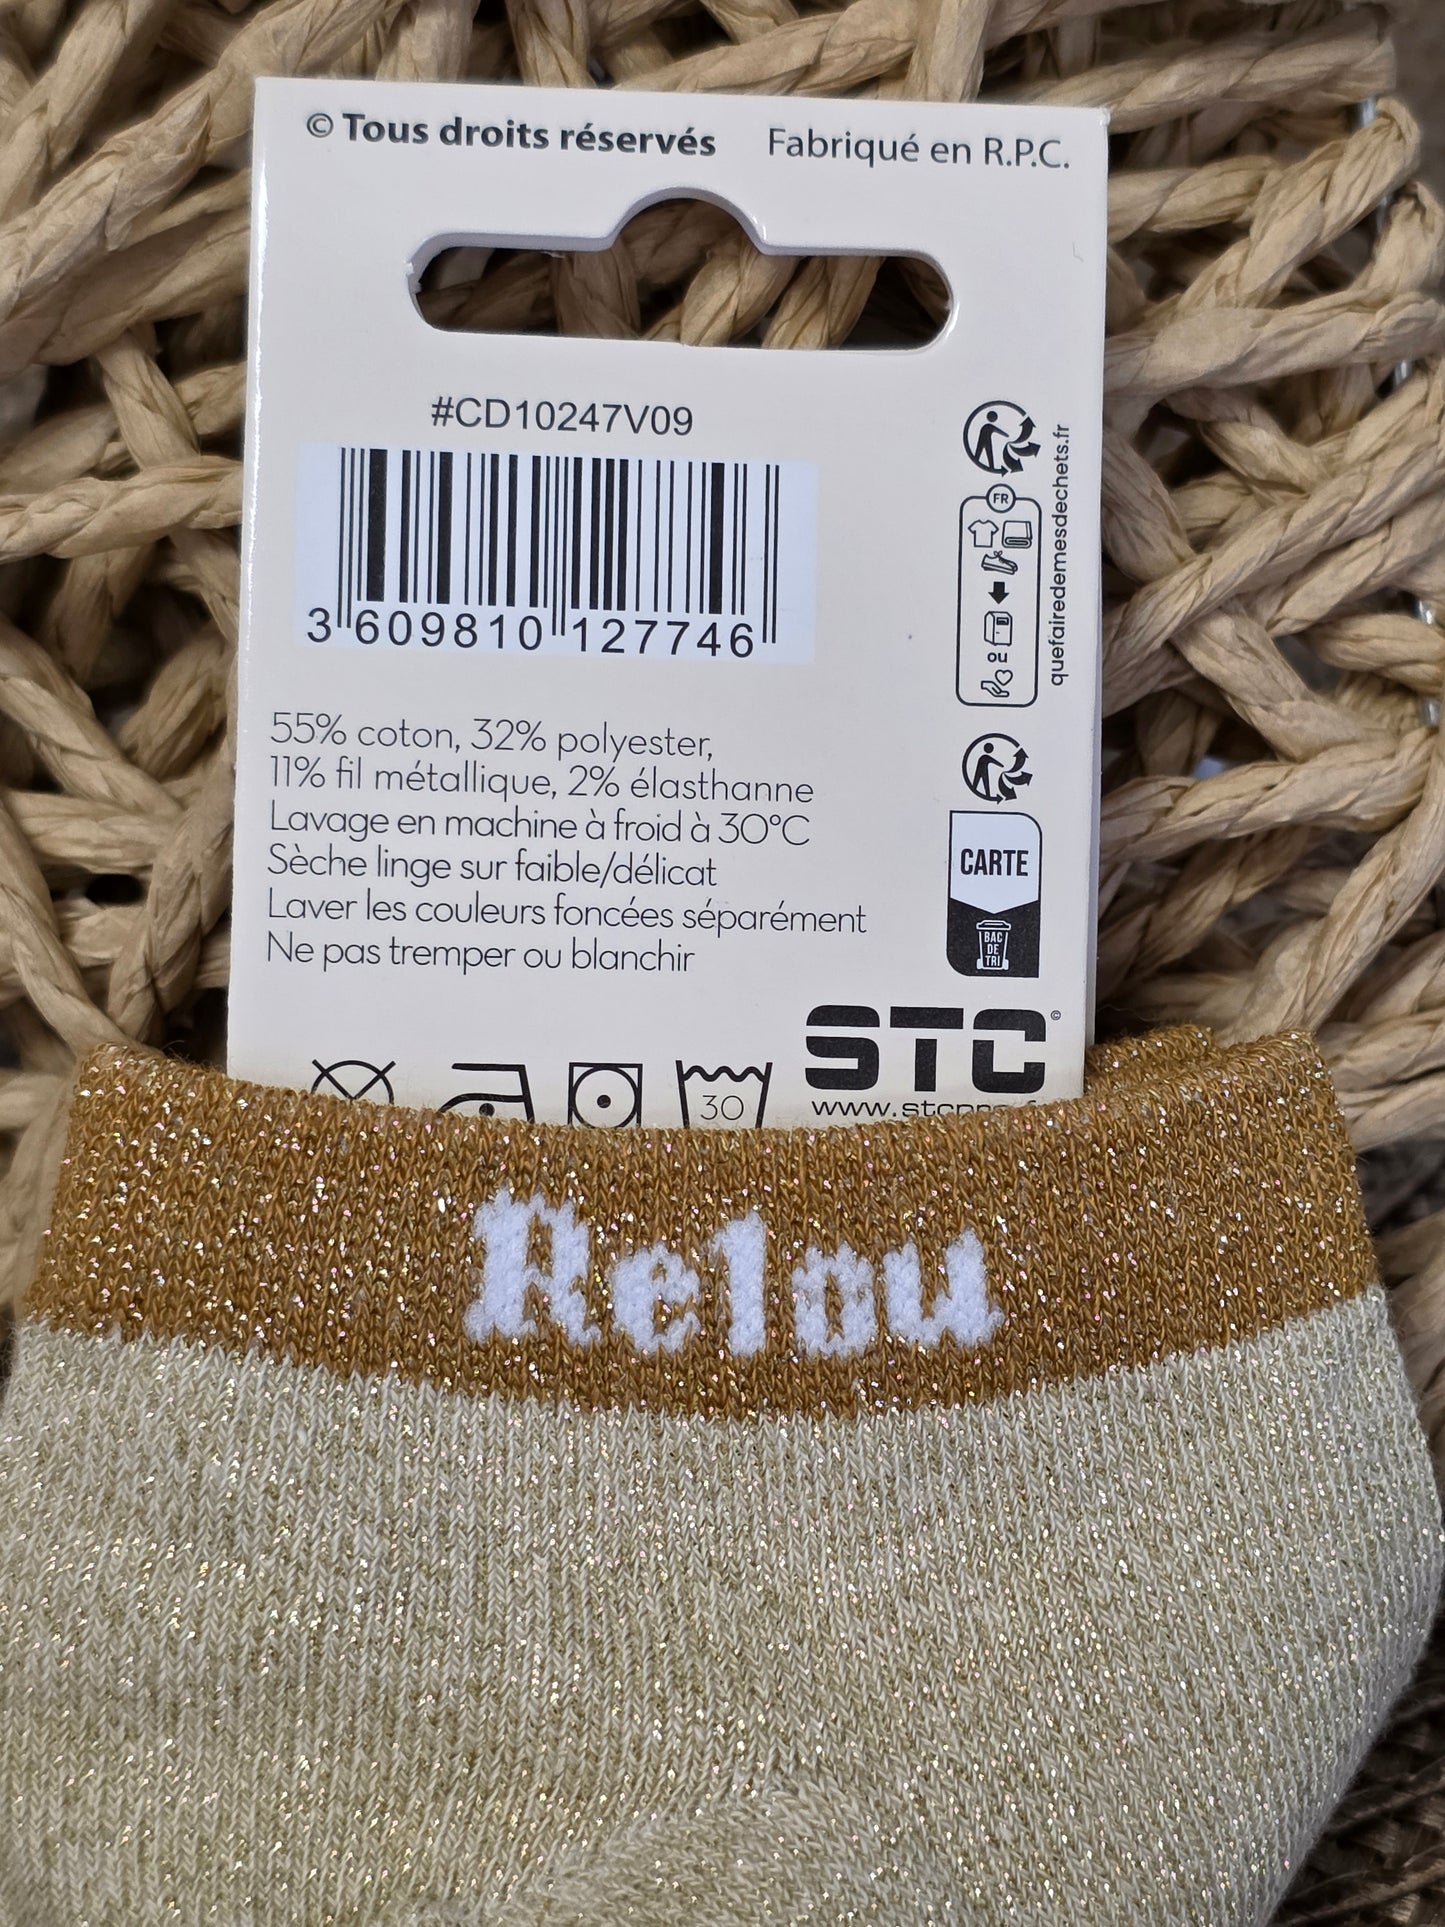 © Tous droits réservés Fabriqué en R.P.C.
#CD10247V09
3 609810 127746
FR
ou
quefairedemesdechets.fr
55% coton, 32% polyester,
11% fil métallique, 2% élasthanne
Lavage en machine à froid à 30°C
Sèche linge sur faible/délicat
Laver les couleurs foncées séparément
Ne pas tremper ou blanchir
CARTE
BAC
DE
TRI
STC©
30
Relou